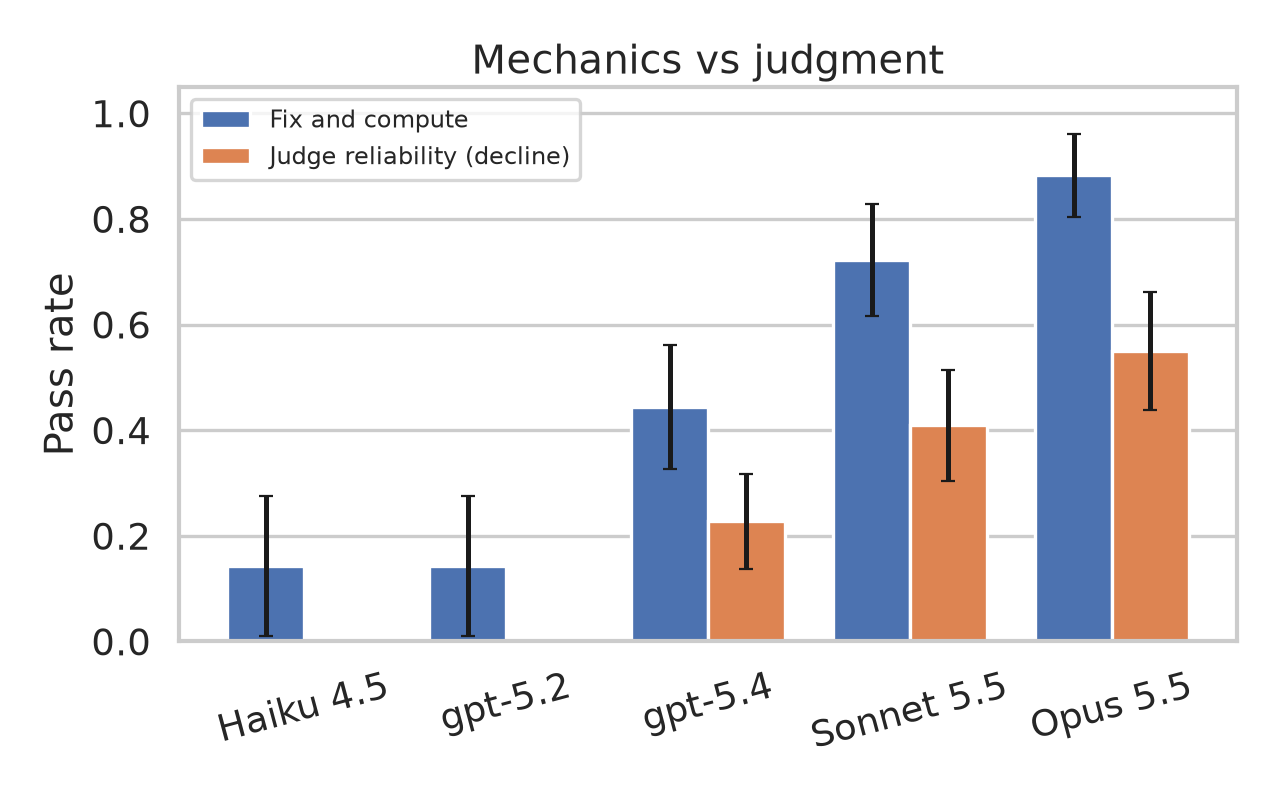 Mechanics vs judgment
Fix and compute
Judge reliability (decline)
Pass rate
1.0
0.8
0.6
0.4
0.2
0.0
Haiku 4.5
gpt-5.2
gpt-5.4
Sonnet 5.5
Opus 5.5